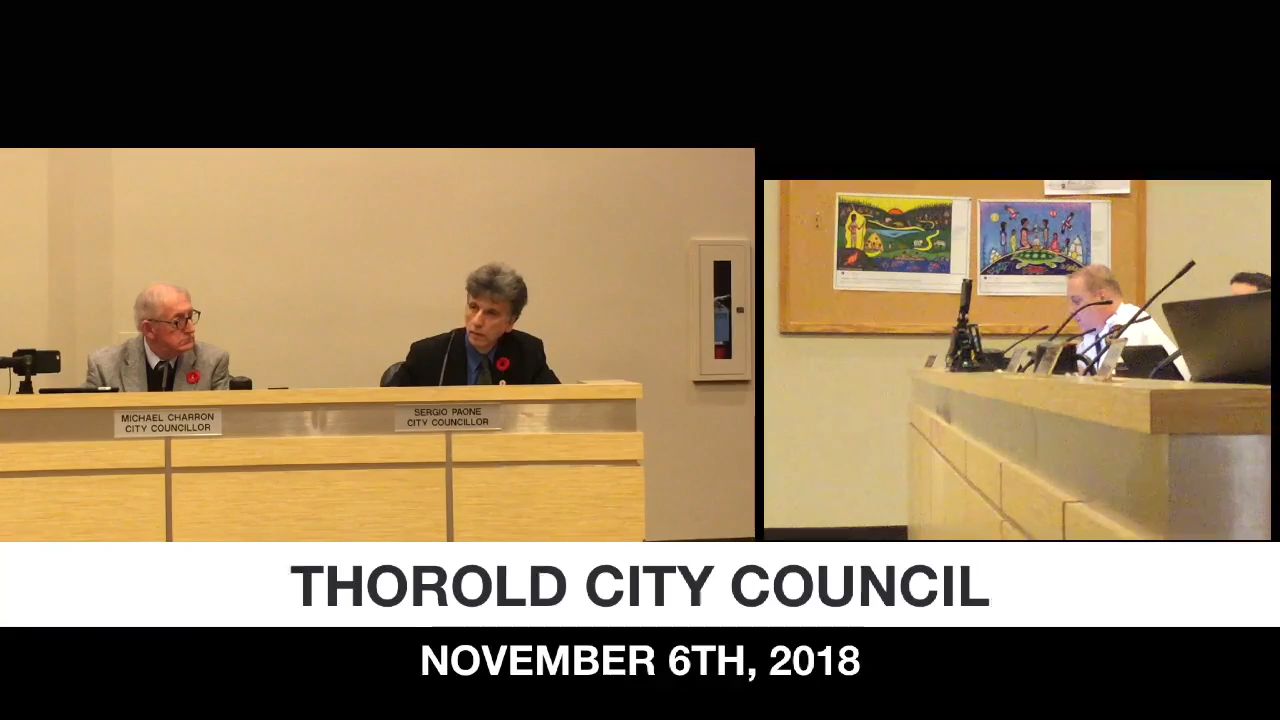 MICHAEL CHARRON
CITY COUNCILLOR
SERGIO PAONE
CITY COUNCILLOR
THOROLD CITY COUNCIL
NOVEMBER 6TH, 2018